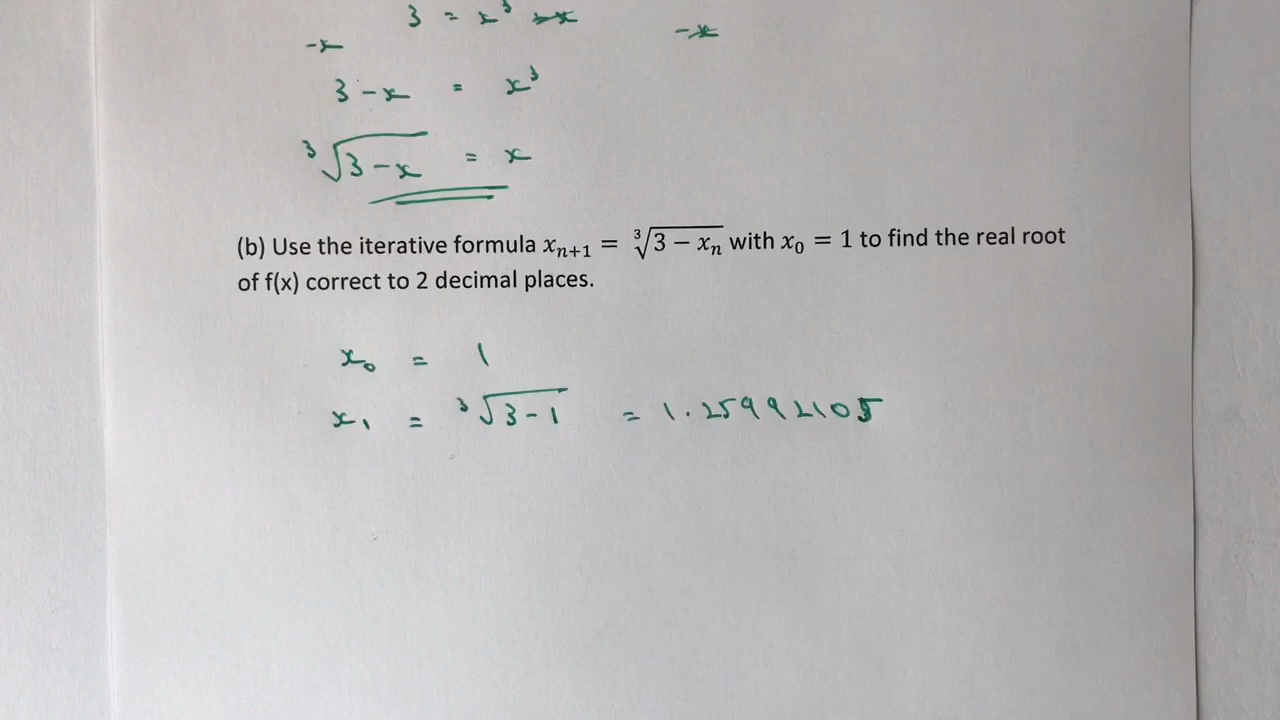 3 = x³ +x
-x -x
3 - x = x³
³√3 - x = x
(b) Use the iterative formula xₙ₊₁ = ³√3 − xₙ with x₀ = 1 to find the real root
of f(x) correct to 2 decimal places.
x₀ = 1
x₁ = ³√3 - 1 = 1.25992105